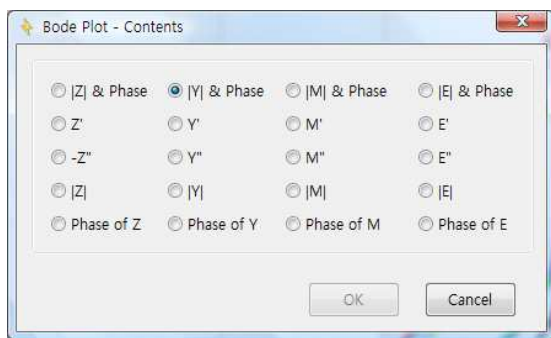 Bode Plot - Contents
|Z| & Phase |Y| & Phase |M| & Phase |E| & Phase
Z' Y' M' E'
-Z" Y" M" E"
|Z| |Y| |M| |E|
Phase of Z Phase of Y Phase of M Phase of E
OK Cancel